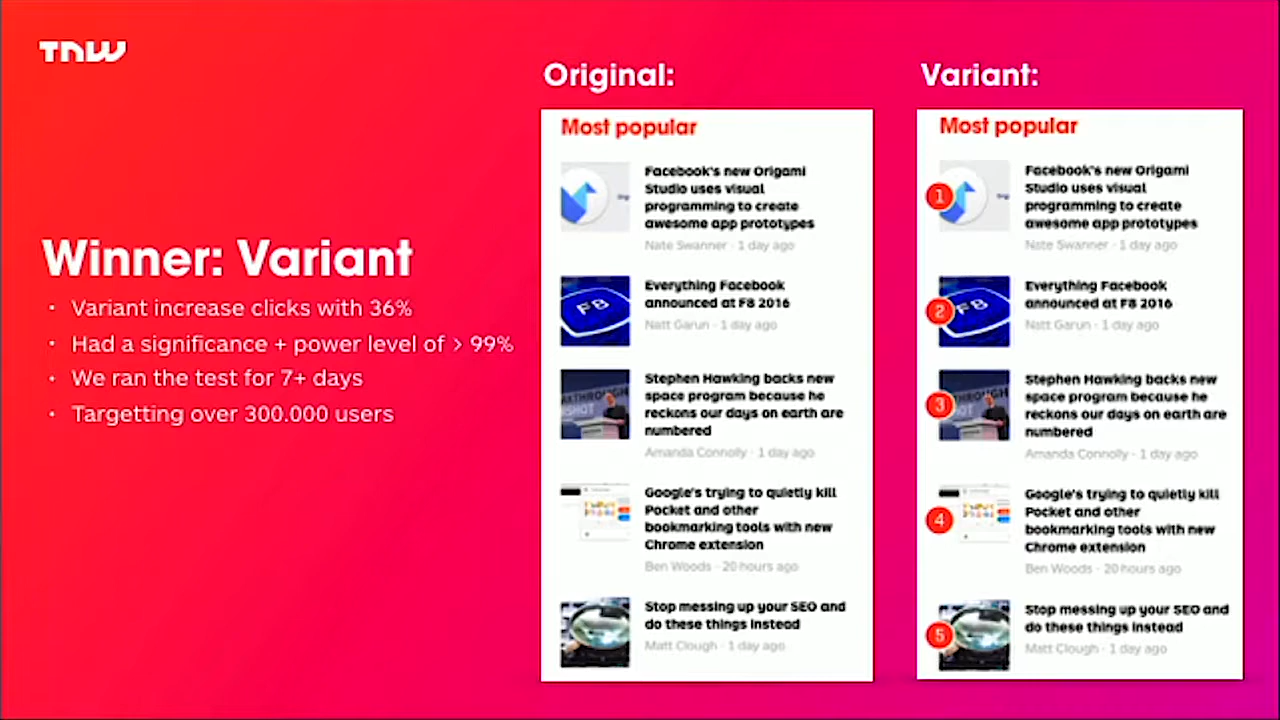 TNW
Winner: Variant
• Variant increase clicks with 36%
• Had a significance + power level of > 99%
• We ran the test for 7+ days
• Targetting over 300.000 users
Original:
Most popular
Facebook's new Origami
Studio uses visual
programming to create
awesome app prototypes
Nate Swanner · 1 day ago
F8
Everything Facebook
announced at F8 2016
Natt Garun · 1 day ago
Stephen Hawking backs new
space program because he
reckons our days on earth are
numbered
Amanda Connolly · 1 day ago
Google's trying to quietly kill
Pocket and other
bookmarking tools with new
Chrome extension
Ben Woods · 20 hours ago
Stop messing up your SEO and
do these things instead
Matt Clough · 1 day ago
Variant:
Most popular
1
Facebook's new Origami
Studio uses visual
programming to create
awesome app prototypes
Nate Swanner · 1 day ago
2
F8
Everything Facebook
announced at F8 2016
Natt Garun · 1 day ago
3
Stephen Hawking backs new
space program because he
reckons our days on earth are
numbered
Amanda Connolly · 1 day ago
4
Google's trying to quietly kill
Pocket and other
bookmarking tools with new
Chrome extension
Ben Woods · 20 hours ago
5
Stop messing up your SEO and
do these things instead
Matt Clough · 1 day ago